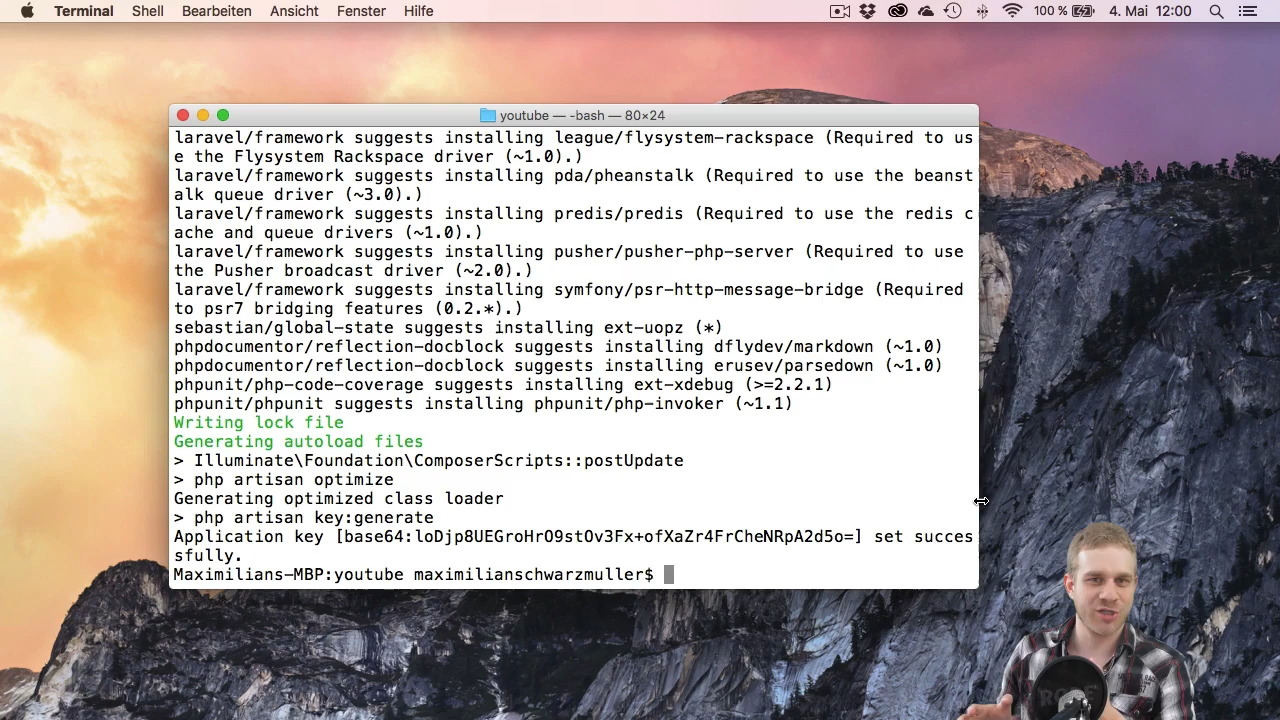 Terminal Shell Bearbeiten Ansicht Fenster Hilfe 100 % 4. Mai 12:00
youtube — -bash — 80×24
laravel/framework suggests installing league/flysystem-rackspace (Required to us
e the Flysystem Rackspace driver (~1.0).)
laravel/framework suggests installing pda/pheanstalk (Required to use the beanst
alk queue driver (~3.0).)
laravel/framework suggests installing predis/predis (Required to use the redis c
ache and queue drivers (~1.0).)
laravel/framework suggests installing pusher/pusher-php-server (Required to use
the Pusher broadcast driver (~2.0).)
laravel/framework suggests installing symfony/psr-http-message-bridge (Required
to psr7 bridging features (0.2.*).)
sebastian/global-state suggests installing ext-uopz (*)
phpdocumentor/reflection-docblock suggests installing dflydev/markdown (~1.0)
phpdocumentor/reflection-docblock suggests installing erusev/parsedown (~1.0)
phpunit/php-code-coverage suggests installing ext-xdebug (>=2.2.1)
phpunit/phpunit suggests installing phpunit/php-invoker (~1.1)
Writing lock file
Generating autoload files
> Illuminate\Foundation\ComposerScripts::postUpdate
> php artisan optimize
Generating optimized class loader
> php artisan key:generate
Application key [base64:loDjp8UEGroHrO9stOv3Fx+ofXaZr4FrCheNRpA2d5o=] set succes
sfully.
Maximilians-MBP:youtube maximilianschwarzmuller$